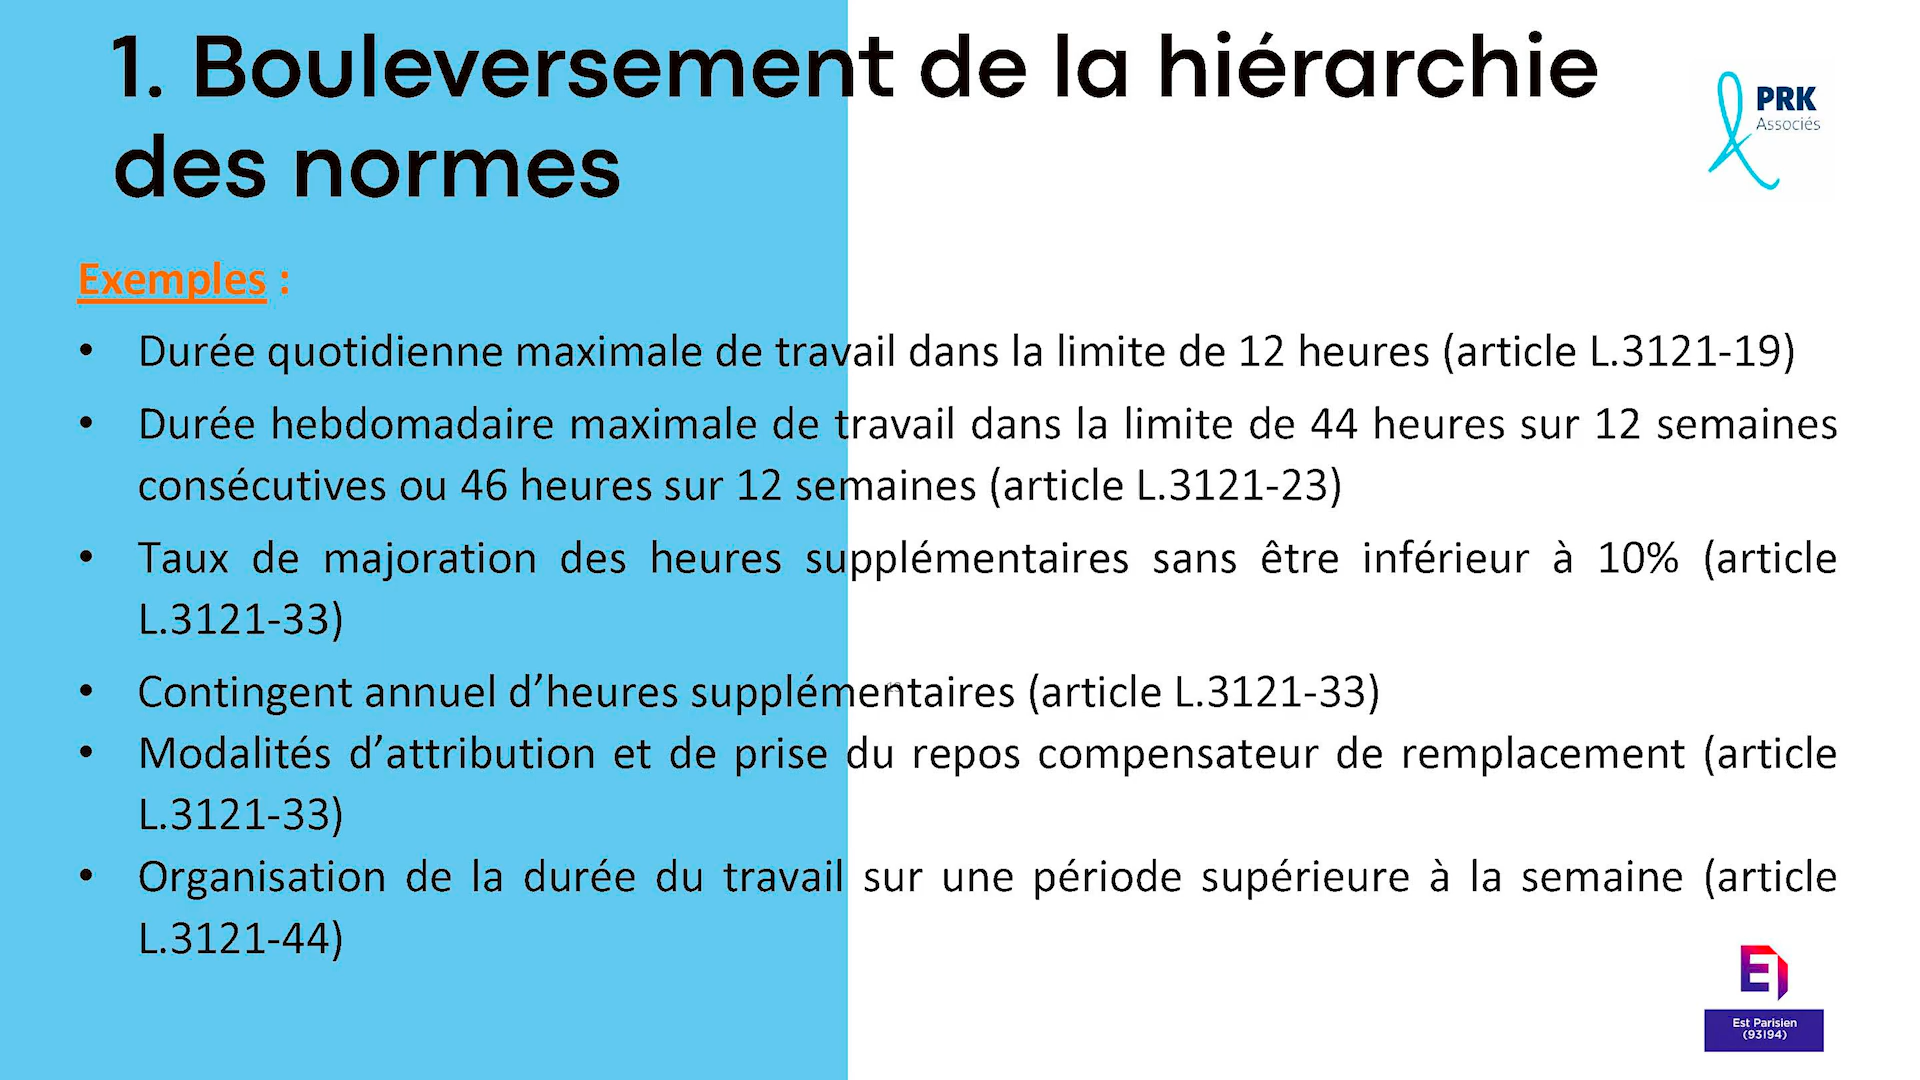 1. Bouleversement de la hiérarchie
des normes
PRK
Associés
Exemples :
• Durée quotidienne maximale de travail dans la limite de 12 heures (article L.3121-19)
• Durée hebdomadaire maximale de travail dans la limite de 44 heures sur 12 semaines
consécutives ou 46 heures sur 12 semaines (article L.3121-23)
• Taux de majoration des heures supplémentaires sans être inférieur à 10% (article
L.3121-33)
• Contingent annuel d’heures supplémentaires (article L.3121-33)
• Modalités d’attribution et de prise du repos compensateur de remplacement (article
L.3121-33)
• Organisation de la durée du travail sur une période supérieure à la semaine (article
L.3121-44)
Est Parisien
(93|94)